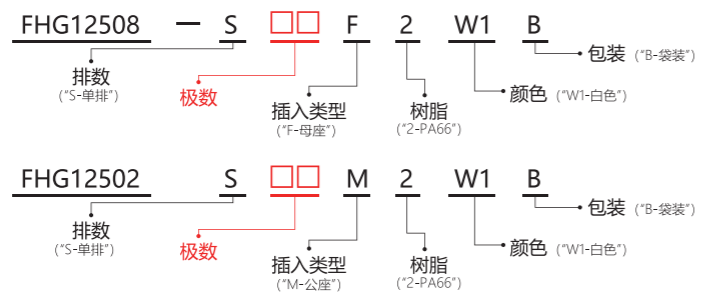 FHG12508 — S □□ F 2 W1 B
包装 ("B-袋装")
排数
("S-单排")
极数
颜色 ("W1-白色")
插入类型
("F-母座")
树脂
("2-PA66")
FHG12502 S □□ M 2 W1 B
包装 ("B-袋装")
排数
("S-单排")
极数
颜色 ("W1-白色")
插入类型
("M-公座")
树脂
("2-PA66")